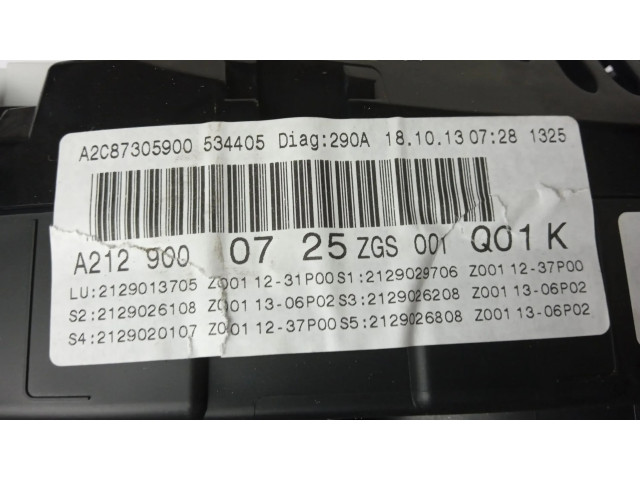 A2C87305900 534405 Diag:290A 18.10.13 07:28 1325
A212 900 07 25 ZGS 001 Q01 K
LU:2129013705 Z001 12-31P00 S1:2129029706 Z001 12-37P00
S2:2129026108 Z001 13-06P02 S3:2129026208 Z001 13-06P02
S4:2129020107 Z001 12-37P00 S5:2129026808 Z001 13-06P02